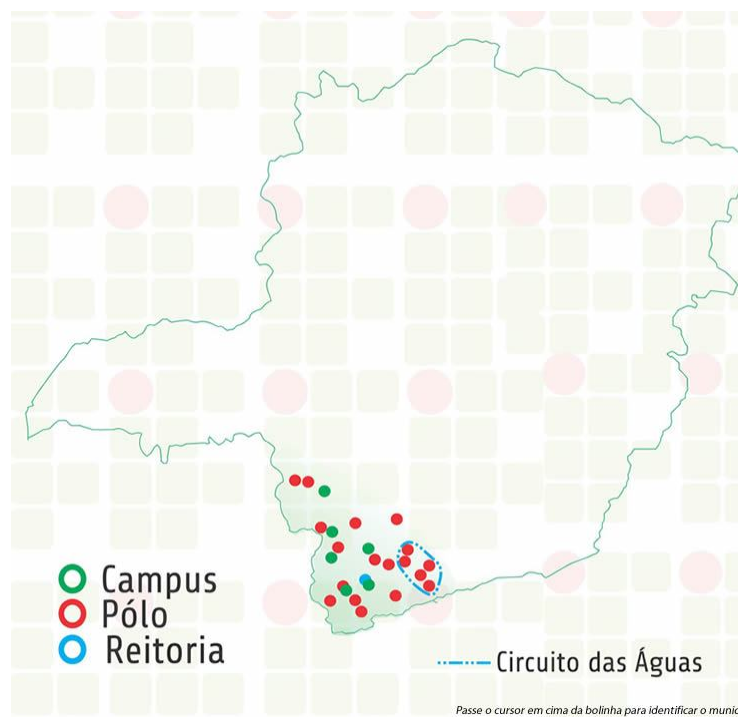 Campus
Pólo
Reitoria
Circuito das Águas
Passe o cursor em cima da bolinha para identificar o munic